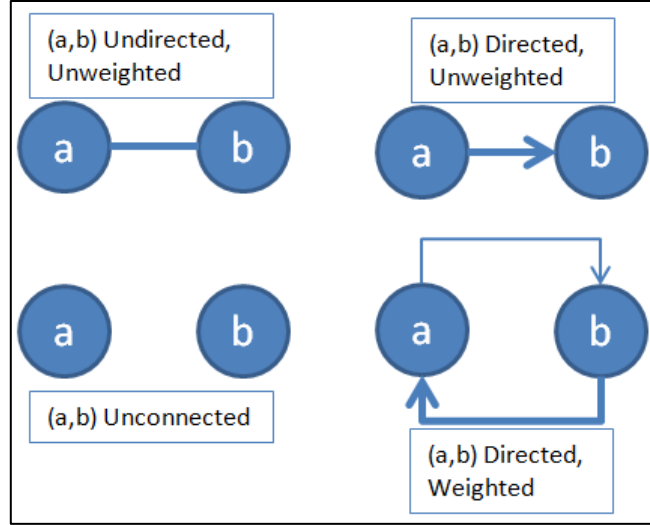 (a,b) Undirected,
Unweighted
a
b
(a,b) Directed,
Unweighted
a
b
a
b
(a,b) Unconnected
a
b
(a,b) Directed,
Weighted